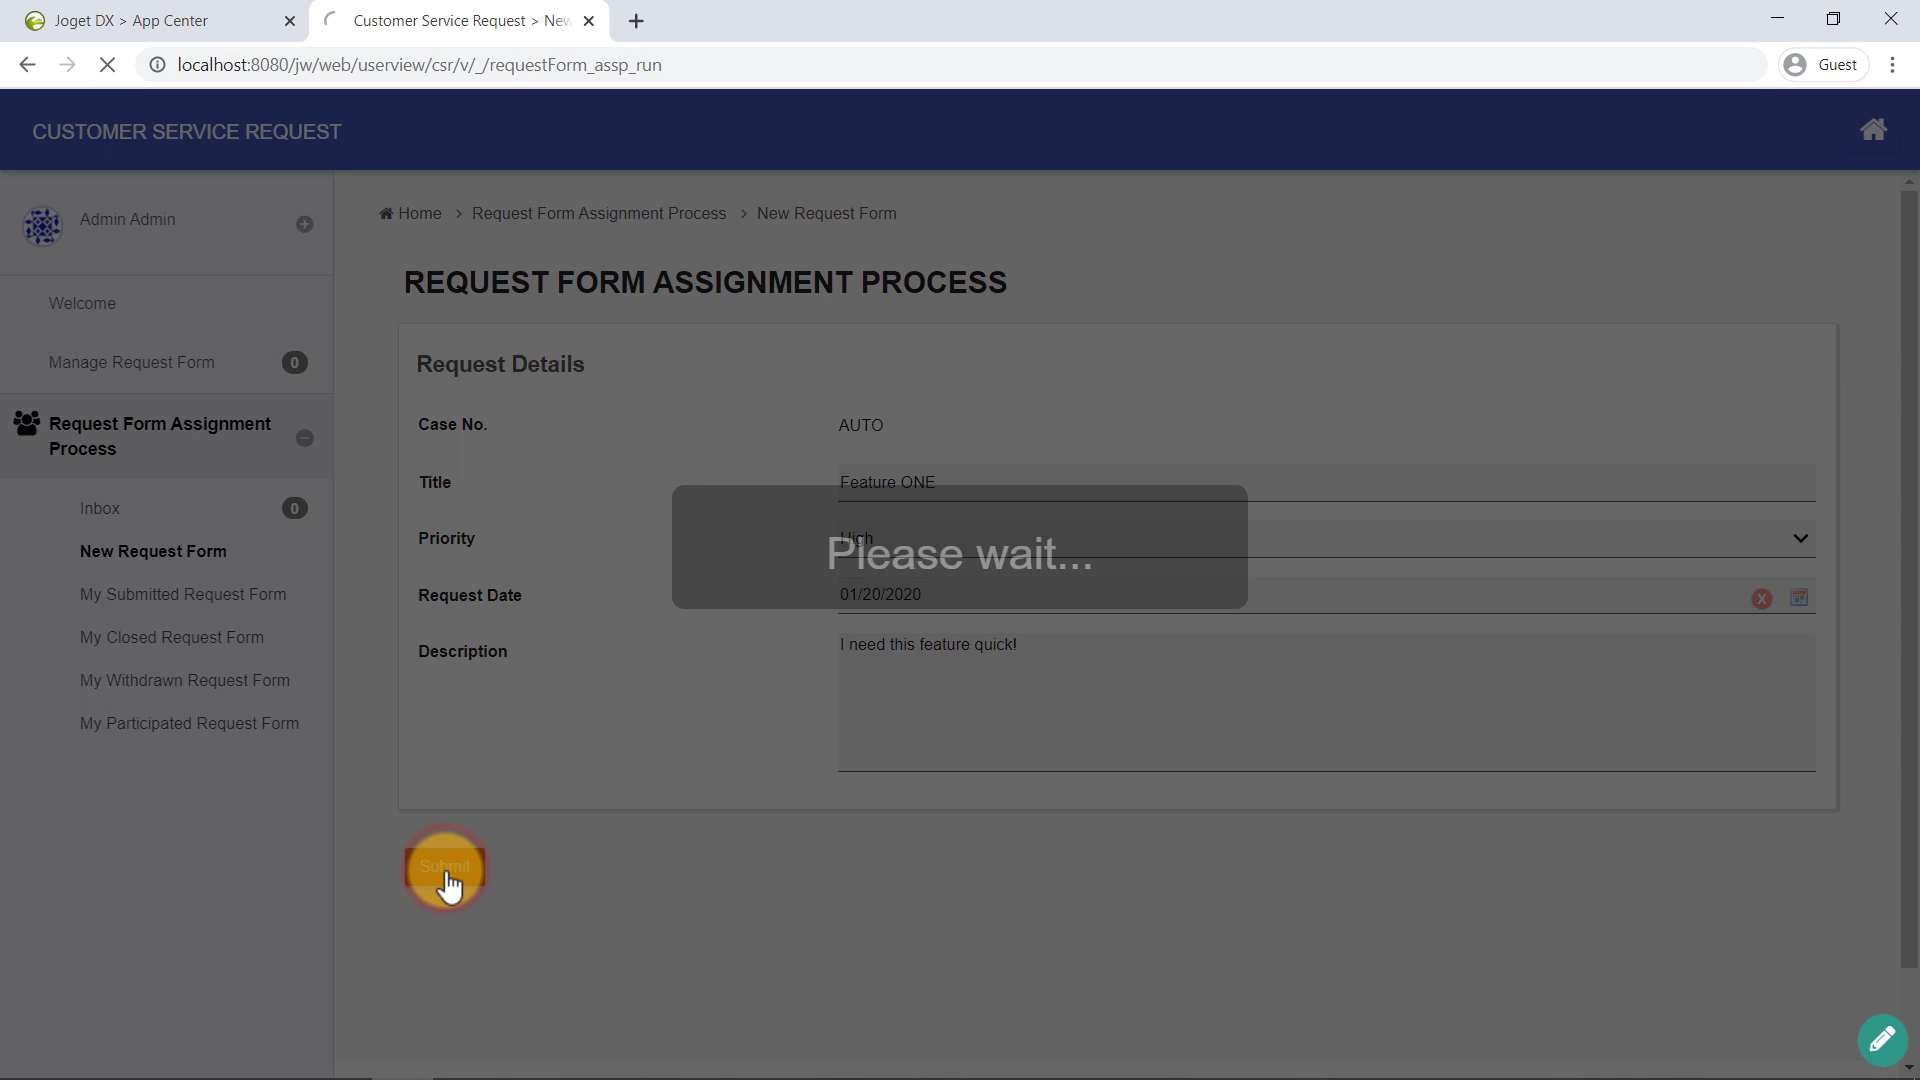 Joget DX > App Center
Customer Service Request > New
localhost:8080/jw/web/userview/csr/v/_/requestForm_assp_run
Guest
CUSTOMER SERVICE REQUEST
Admin Admin
Home > Request Form Assignment Process > New Request Form
REQUEST FORM ASSIGNMENT PROCESS
Welcome
Manage Request Form 0
Request Form Assignment
Process
Inbox 0
New Request Form
My Submitted Request Form
My Closed Request Form
My Withdrawn Request Form
My Participated Request Form
Request Details
Case No. AUTO
Title Feature ONE
Priority High
Please wait...
Request Date 01/20/2020
Description I need this feature quick!
Submit